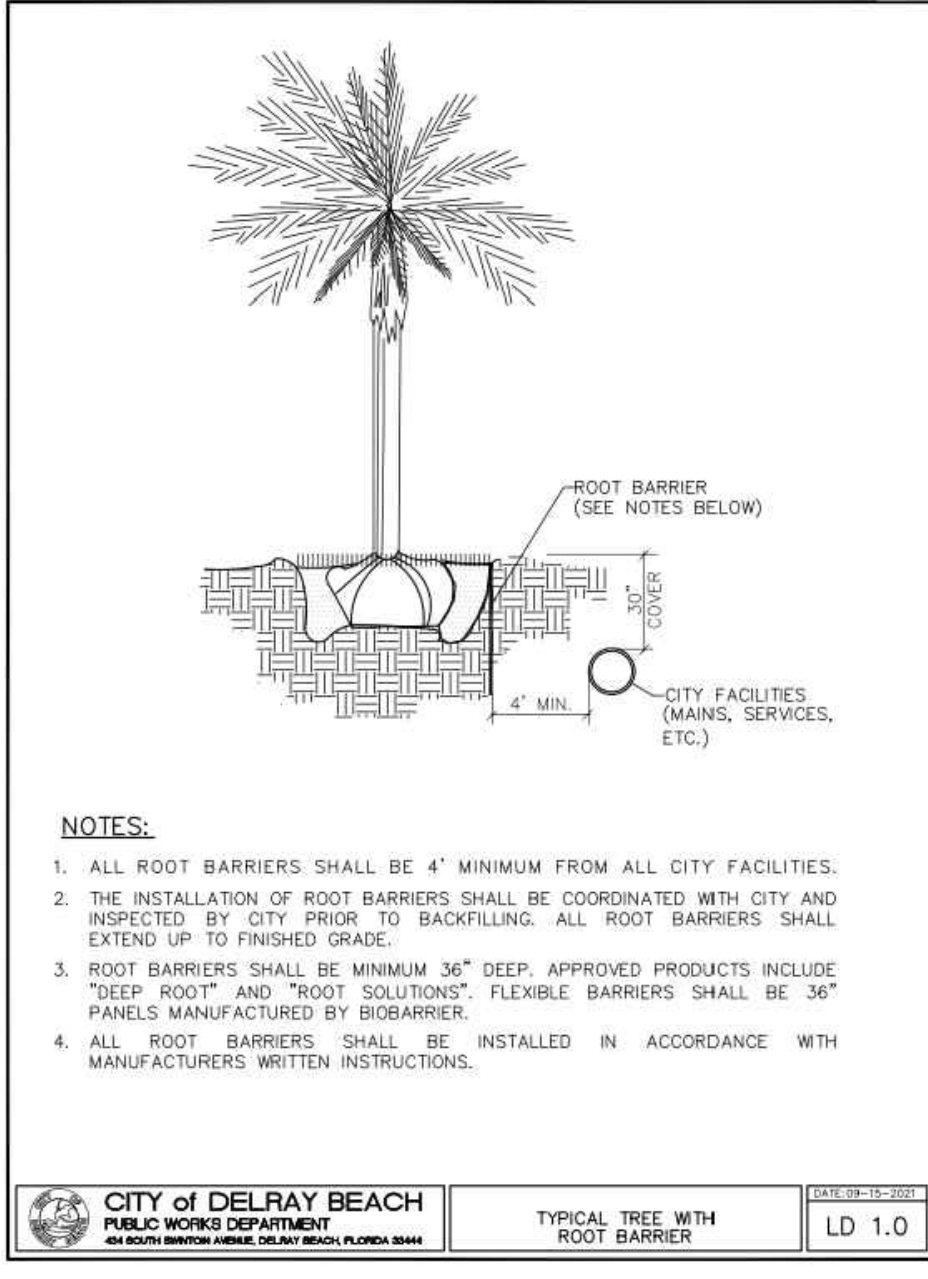 ROOT BARRIER
(SEE NOTES BELOW)
30"
COVER
4' MIN.
CITY FACILITIES
(MAINS, SERVICES,
ETC.)
NOTES:
1. ALL ROOT BARRIERS SHALL BE 4' MINIMUM FROM ALL CITY FACILITIES.
2. THE INSTALLATION OF ROOT BARRIERS SHALL BE COORDINATED WITH CITY AND
INSPECTED BY CITY PRIOR TO BACKFILLING. ALL ROOT BARRIERS SHALL
EXTEND UP TO FINISHED GRADE.
3. ROOT BARRIERS SHALL BE MINIMUM 36" DEEP. APPROVED PRODUCTS INCLUDE
"DEEP ROOT" AND "ROOT SOLUTIONS". FLEXIBLE BARRIERS SHALL BE 36"
PANELS MANUFACTURED BY BIOBARRIER.
4. ALL ROOT BARRIERS SHALL BE INSTALLED IN ACCORDANCE WITH
MANUFACTURERS WRITTEN INSTRUCTIONS.
CITY of DELRAY BEACH
PUBLIC WORKS DEPARTMENT
434 SOUTH SWINTON AVENUE, DELRAY BEACH, FLORIDA 33444
TYPICAL TREE WITH
ROOT BARRIER
DATE: 09-15-2021
LD 1.0